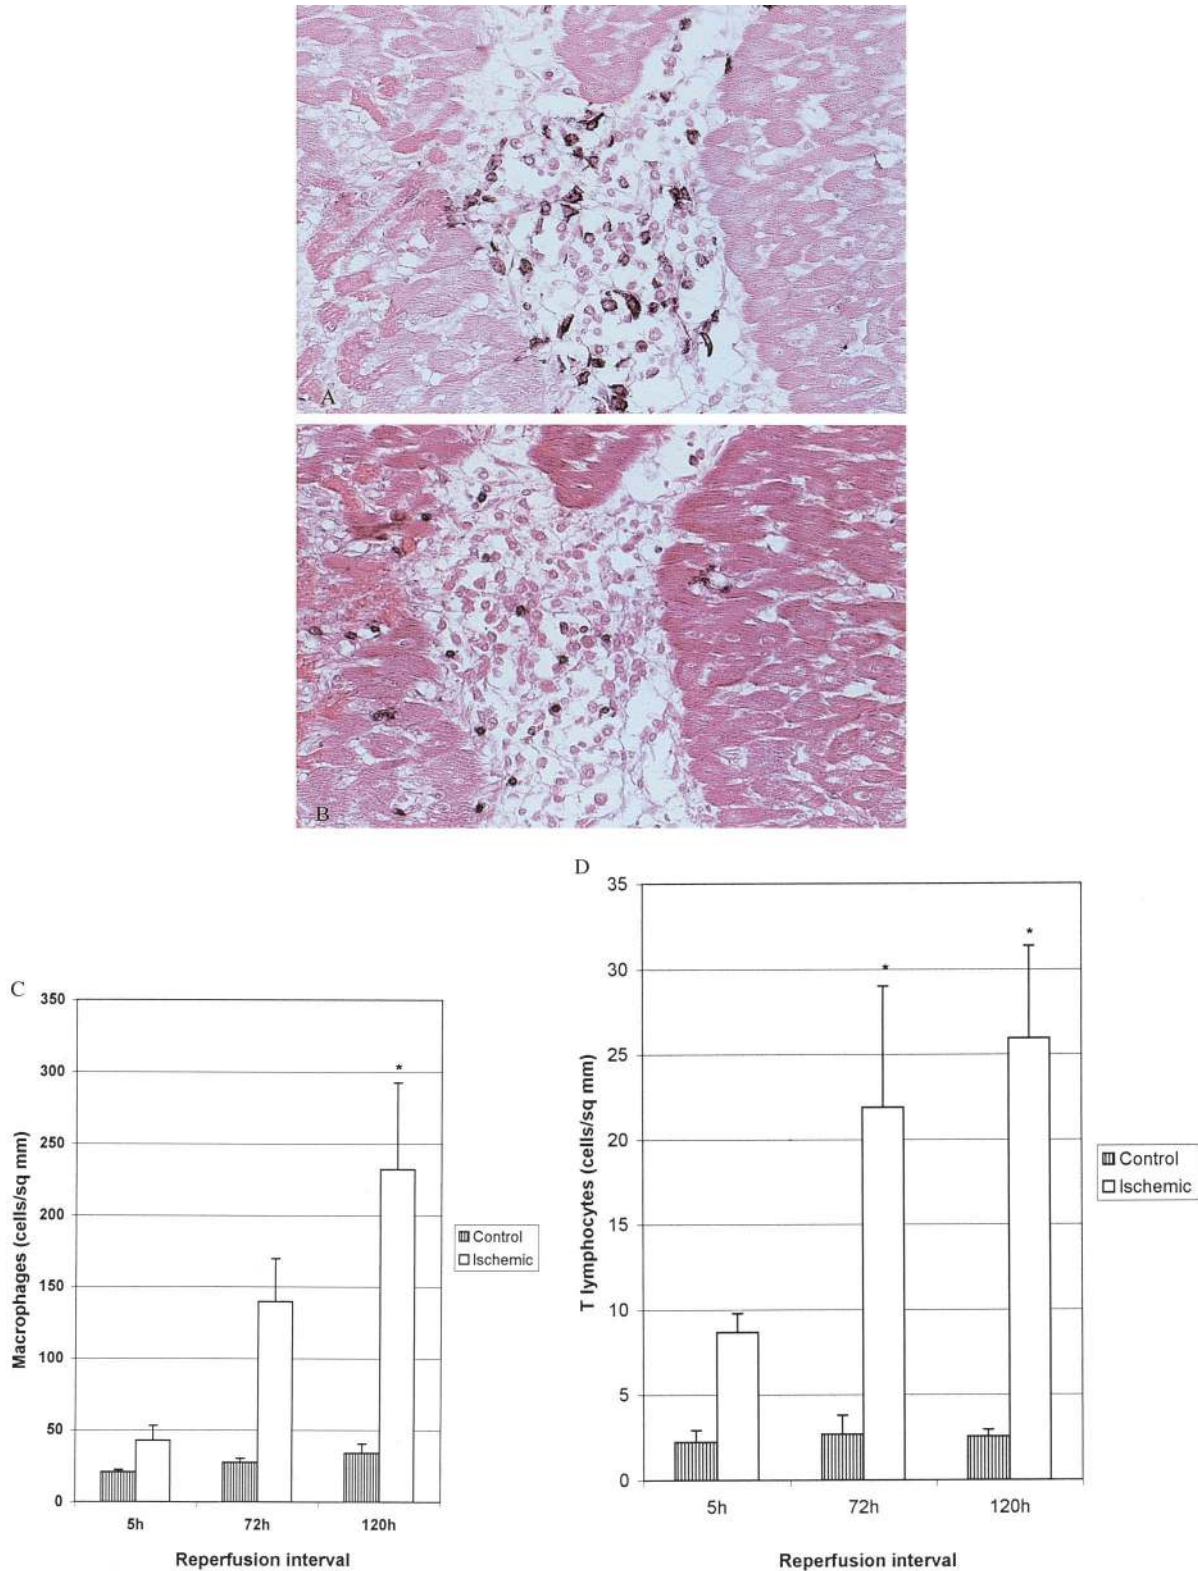 A
B
C
350
300
250
200
150
100
50
0
Macrophages (cells/sq mm)
*
5h 72h 120h
Reperfusion interval
Control
Ischemic
D
35
30
25
20
15
10
5
0
T lymphocytes (cells/sq mm)
* *
5h 72h 120h
Reperfusion interval
Control
Ischemic